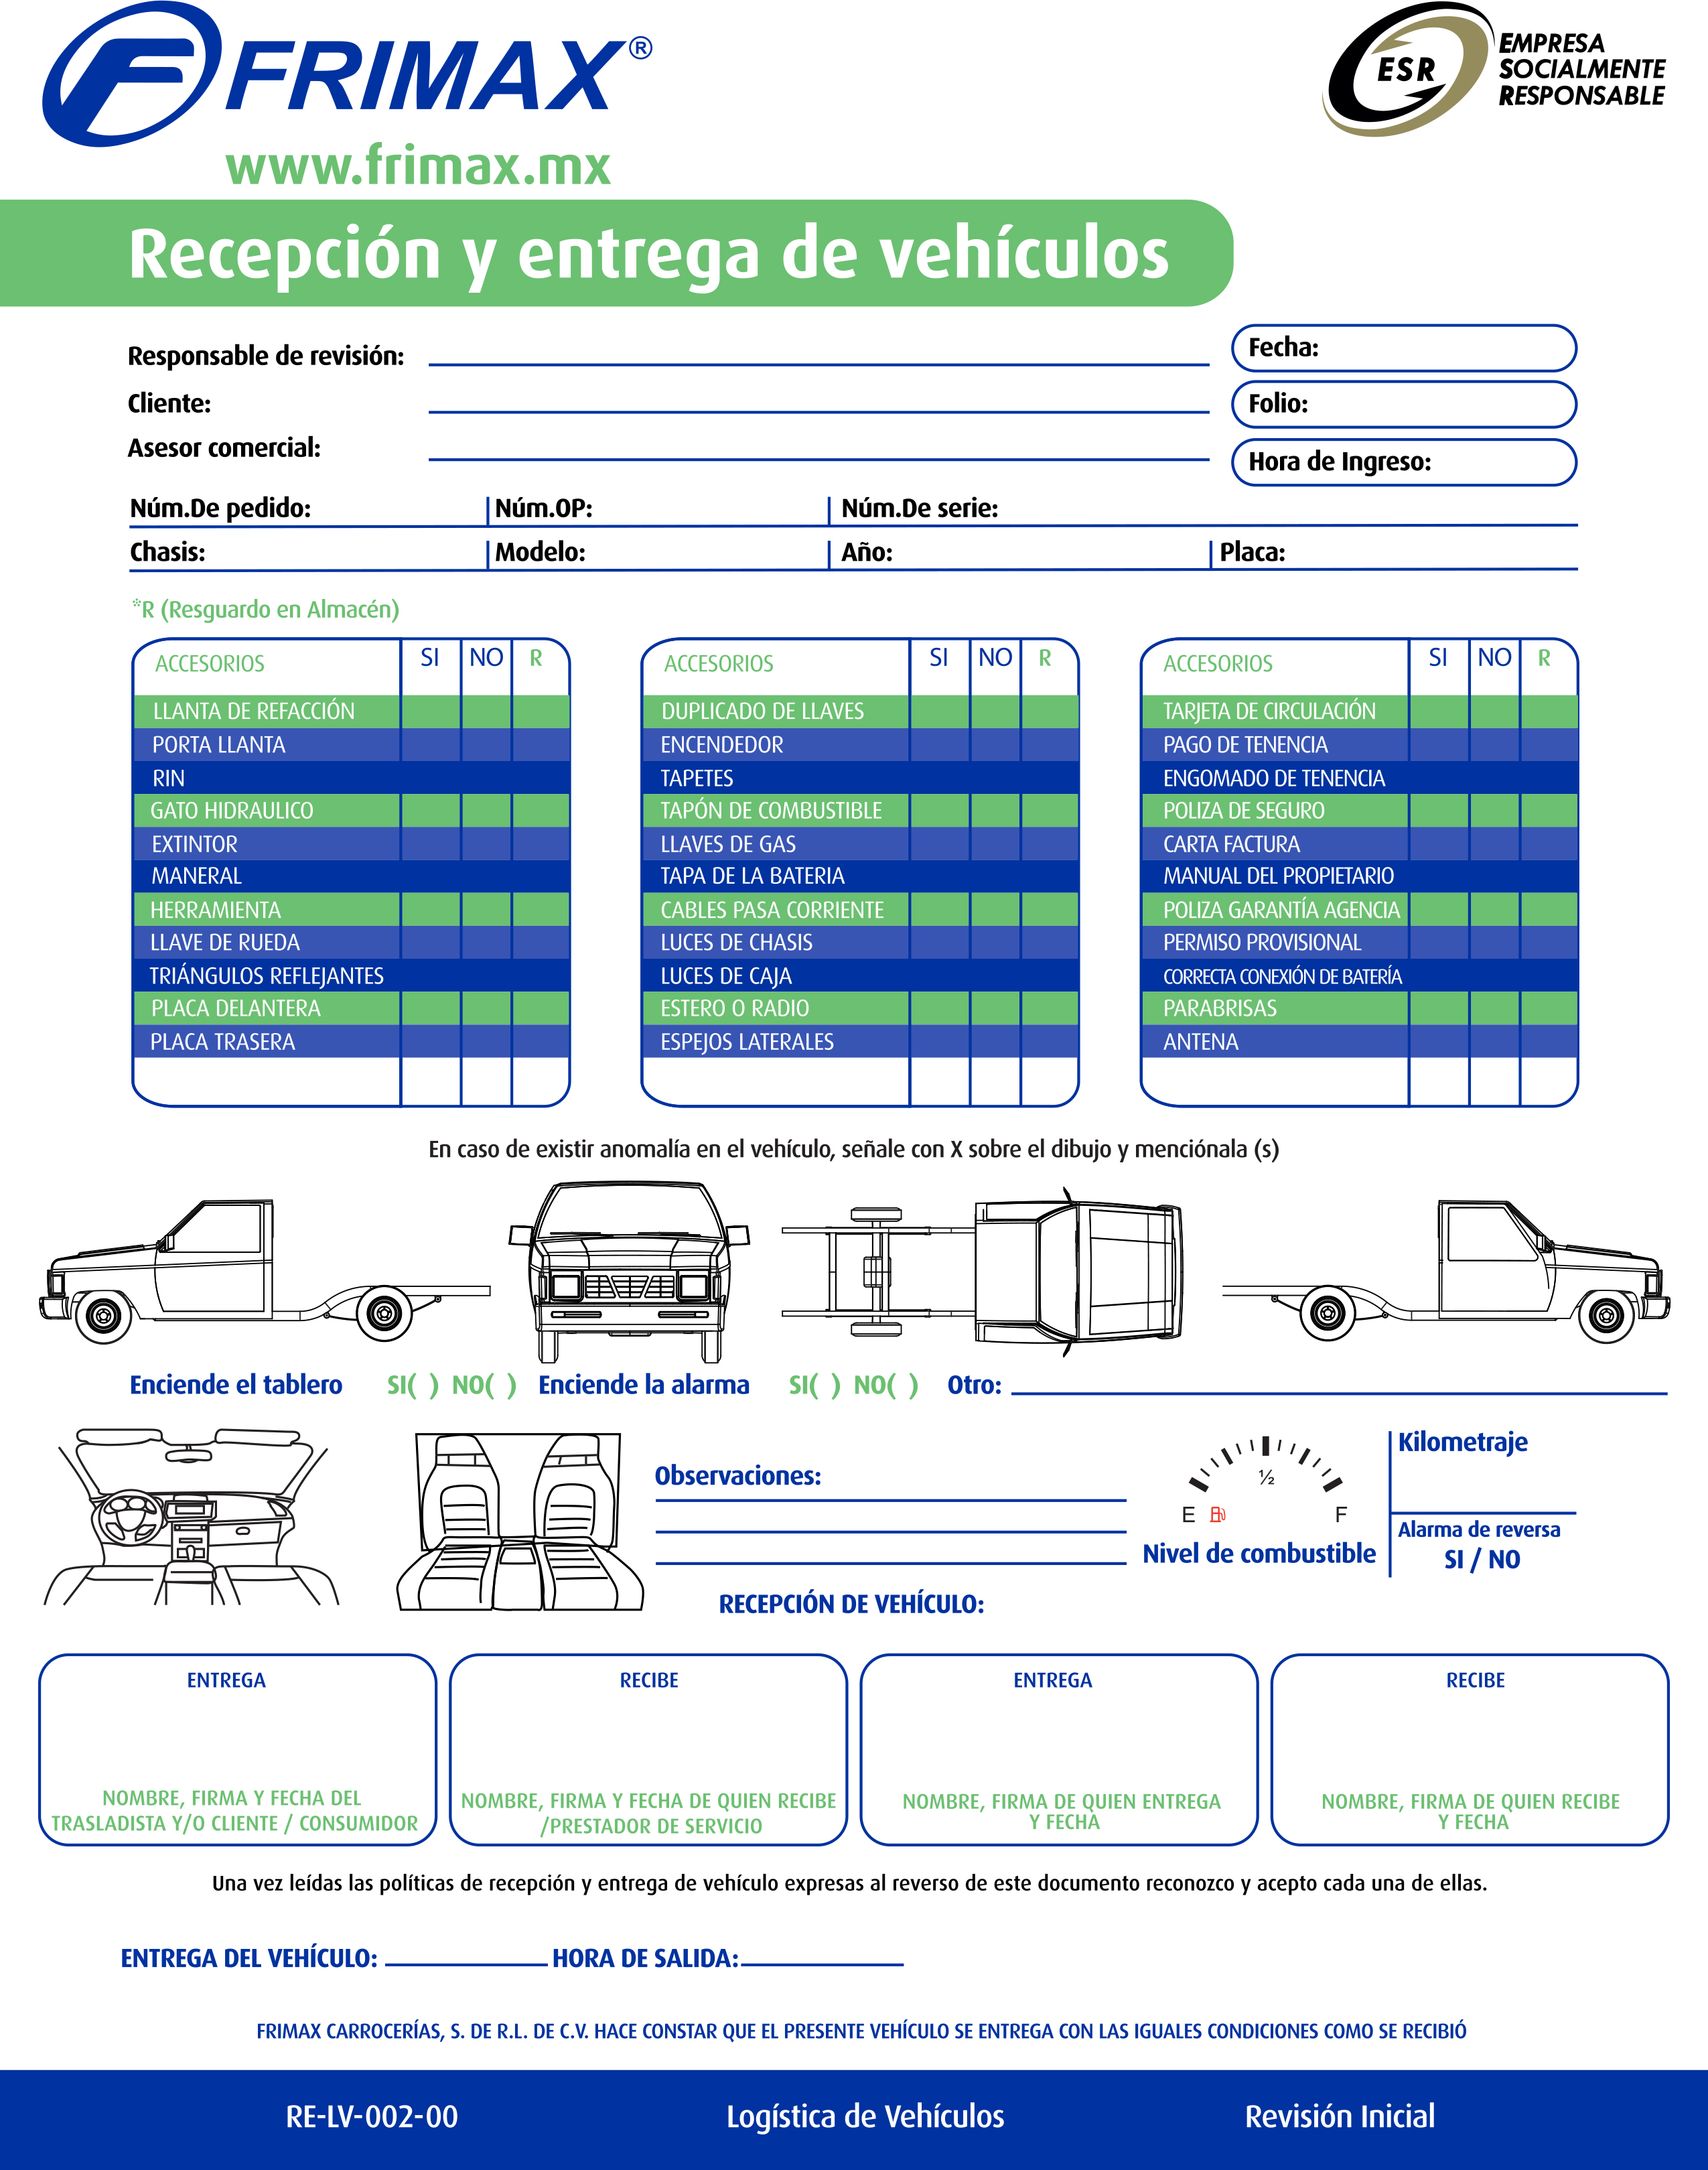 FRIMAX®
www.frimax.mx
ESR
EMPRESA
SOCIALMENTE
RESPONSABLE
Recepción y entrega de vehículos
Responsable de revisión:
Fecha:
Cliente:
Folio:
Asesor comercial:
Hora de Ingreso:
Núm.De pedido: Núm.OP: Núm.De serie:
Chasis: Modelo: Año: Placa:
*R (Resguardo en Almacén)
ACCESORIOS SI NO R
LLANTA DE REFACCIÓN
PORTA LLANTA
RIN
GATO HIDRAULICO
EXTINTOR
MANERAL
HERRAMIENTA
LLAVE DE RUEDA
TRIÁNGULOS REFLEJANTES
PLACA DELANTERA
PLACA TRASERA
ACCESORIOS SI NO R
DUPLICADO DE LLAVES
ENCENDEDOR
TAPETES
TAPÓN DE COMBUSTIBLE
LLAVES DE GAS
TAPA DE LA BATERIA
CABLES PASA CORRIENTE
LUCES DE CHASIS
LUCES DE CAJA
ESTERO O RADIO
ESPEJOS LATERALES
ACCESORIOS SI NO R
TARJETA DE CIRCULACIÓN
PAGO DE TENENCIA
ENGOMADO DE TENENCIA
POLIZA DE SEGURO
CARTA FACTURA
MANUAL DEL PROPIETARIO
POLIZA GARANTÍA AGENCIA
PERMISO PROVISIONAL
CORRECTA CONEXIÓN DE BATERÍA
PARABRISAS
ANTENA
En caso de existir anomalía en el vehículo, señale con X sobre el dibujo y menciónala (s)
Enciende el tablero SI( ) NO( ) Enciende la alarma SI( ) NO( ) Otro:
Observaciones:
½
E F
Nivel de combustible
Kilometraje
Alarma de reversa
SI / NO
RECEPCIÓN DE VEHÍCULO:
ENTREGA
NOMBRE, FIRMA Y FECHA DEL
TRASLADISTA Y/O CLIENTE / CONSUMIDOR
RECIBE
NOMBRE, FIRMA Y FECHA DE QUIEN RECIBE
/PRESTADOR DE SERVICIO
ENTREGA
NOMBRE, FIRMA DE QUIEN ENTREGA
Y FECHA
RECIBE
NOMBRE, FIRMA DE QUIEN RECIBE
Y FECHA
Una vez leídas las políticas de recepción y entrega de vehículo expresas al reverso de este documento reconozco y acepto cada una de ellas.
ENTREGA DEL VEHÍCULO: HORA DE SALIDA:
FRIMAX CARROCERÍAS, S. DE R.L. DE C.V. HACE CONSTAR QUE EL PRESENTE VEHÍCULO SE ENTREGA CON LAS IGUALES CONDICIONES COMO SE RECIBIÓ
RE-LV-002-00 Logística de Vehículos Revisión Inicial